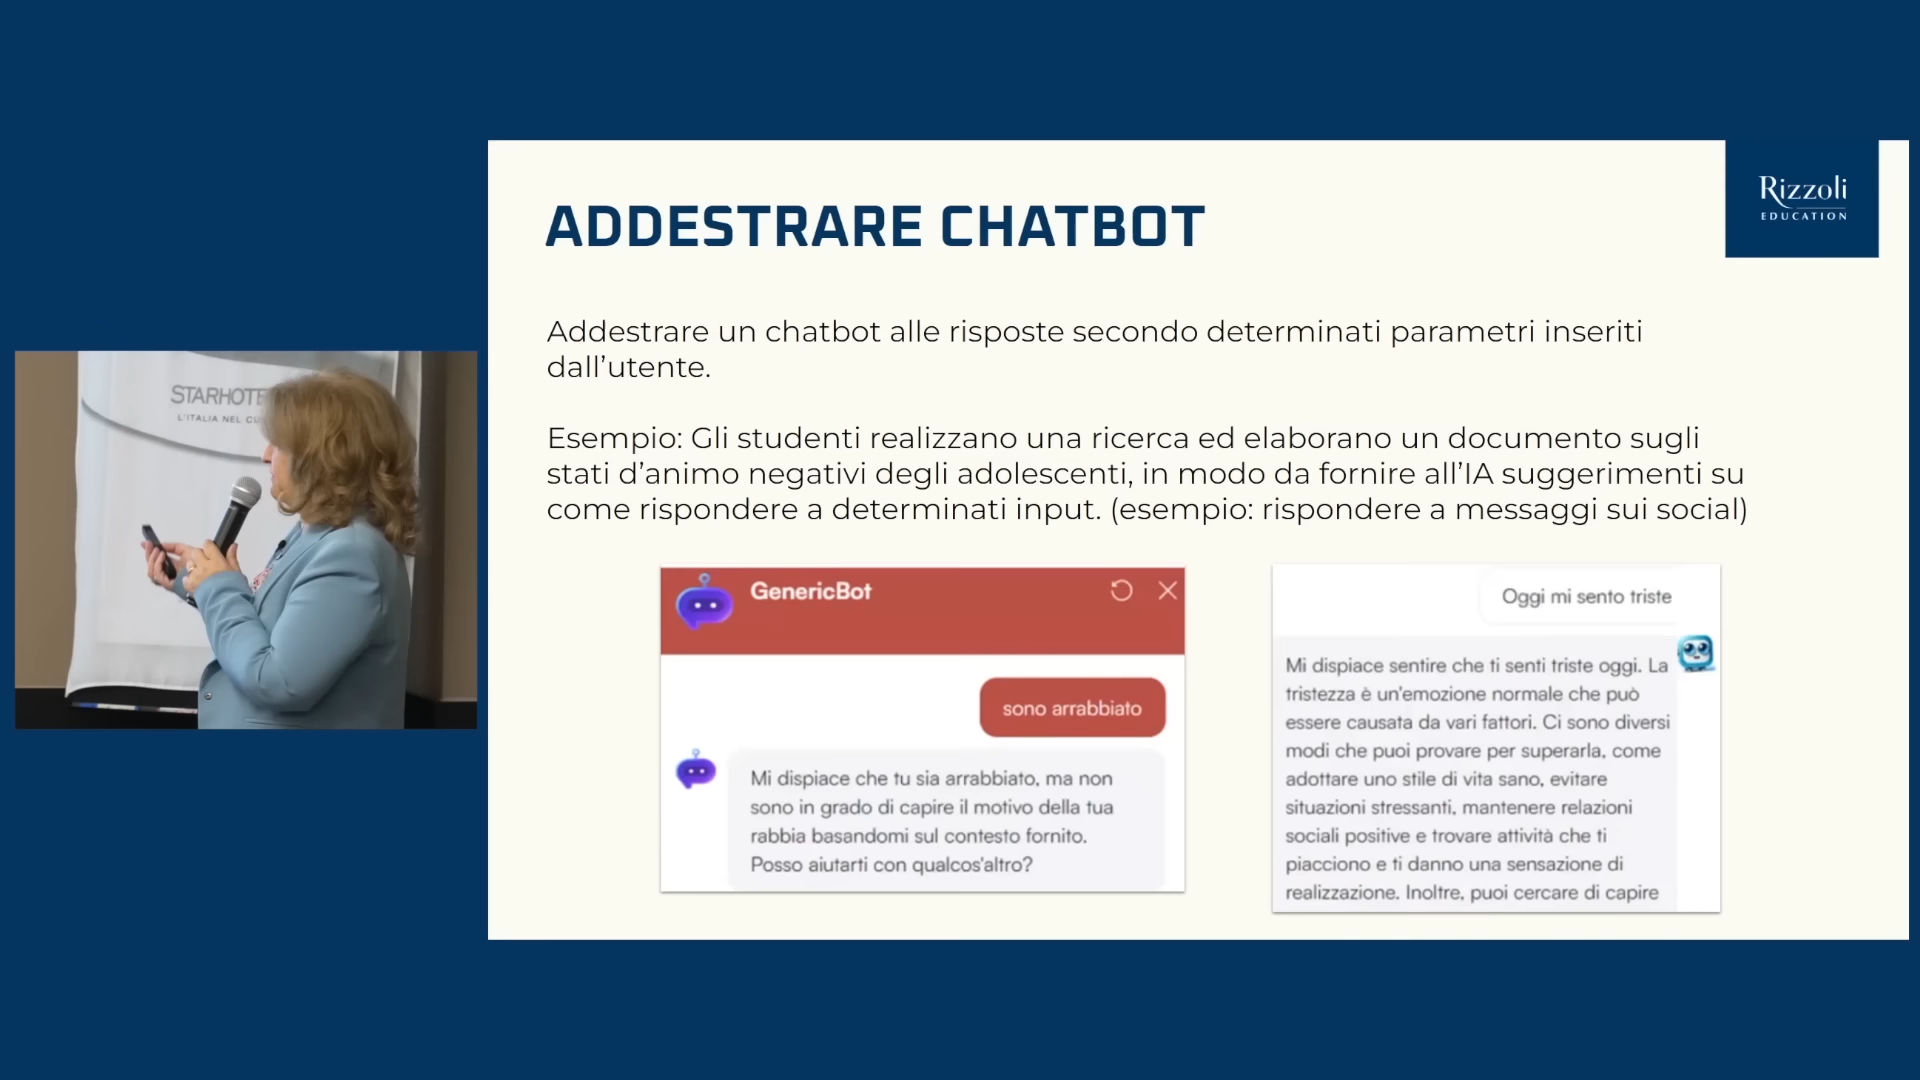 STARHOTE
L'ITALIA NEL
Rizzoli
EDUCATION
ADDESTRARE CHATBOT
Addestrare un chatbot alle risposte secondo determinati parametri inseriti
dall’utente.
Esempio: Gli studenti realizzano una ricerca ed elaborano un documento sugli
stati d’animo negativi degli adolescenti, in modo da fornire all’IA suggerimenti su
come rispondere a determinati input. (esempio: rispondere a messaggi sui social)
GenericBot
sono arrabbiato
Mi dispiace che tu sia arrabbiato, ma non
sono in grado di capire il motivo della tua
rabbia basandomi sul contesto fornito.
Posso aiutarti con qualcos'altro?
Oggi mi sento triste
Mi dispiace sentire che ti senti triste oggi. La
tristezza è un'emozione normale che può
essere causata da vari fattori. Ci sono diversi
modi che puoi provare per superarla, come
adottare uno stile di vita sano, evitare
situazioni stressanti, mantenere relazioni
sociali positive e trovare attività che ti
piacciono e ti danno una sensazione di
realizzazione. Inoltre, puoi cercare di capire